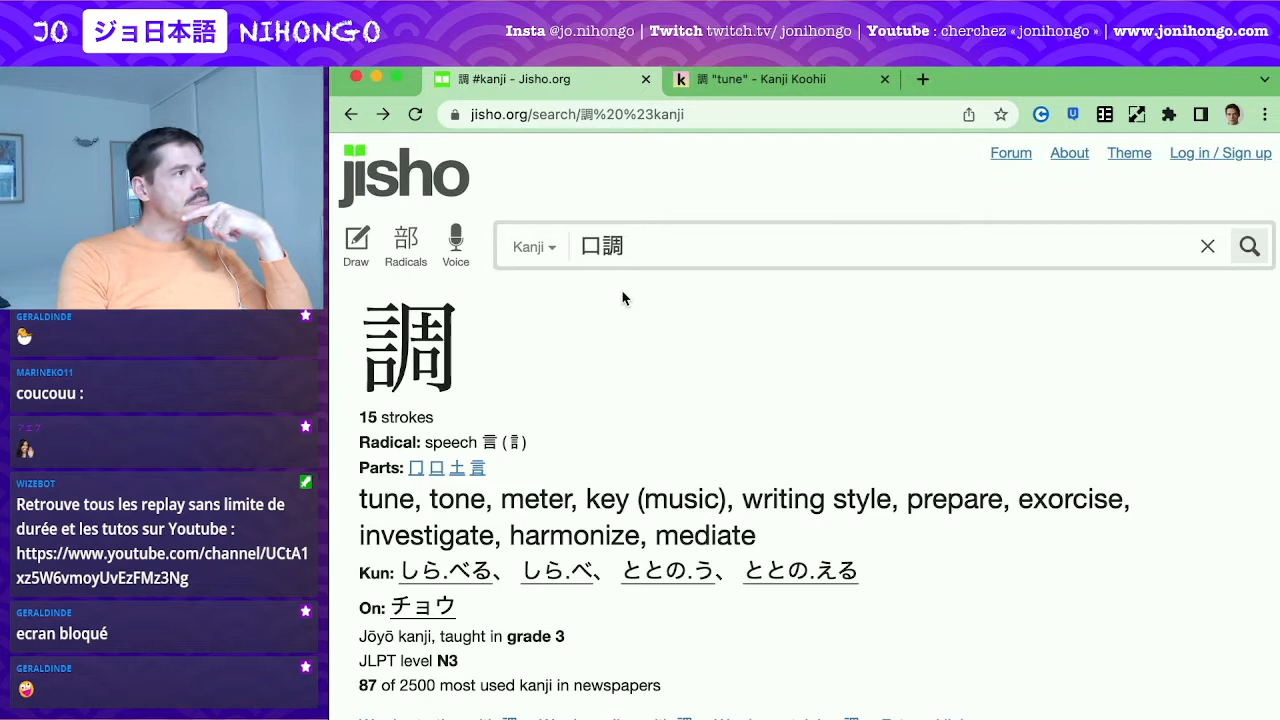 JO ジョ日本語 NIHONGO
Insta @jo.nihongo | Twitch twitch.tv/ jonihongo | Youtube : cherchez « jonihongo » | www.jonihongo.com
調 #kanji - Jisho.org
k 調 "tune" - Kanji Koohii
jisho.org/search/調%20%23kanji
jisho
Forum About Theme Log in / Sign up
部
Draw Radicals Voice
Kanji 口調
調
15 strokes
Radical: speech 言 (訁)
Parts: 冂 口 土 言
tune, tone, meter, key (music), writing style, prepare, exorcise,
investigate, harmonize, mediate
Kun: しら.べる、 しら.べ、 ととの.う、 ととの.える
On: チョウ
Jōyō kanji, taught in grade 3
JLPT level N3
87 of 2500 most used kanji in newspapers
GERALDINDE
MARINEKO11
coucouu :
WIZEBOT
Retrouve tous les replay sans limite de
durée et les tutos sur Youtube :
https://www.youtube.com/channel/UCtA1
xz5W6vmoyUvEzFMz3Ng
GERALDINDE
ecran bloqué
GERALDINDE